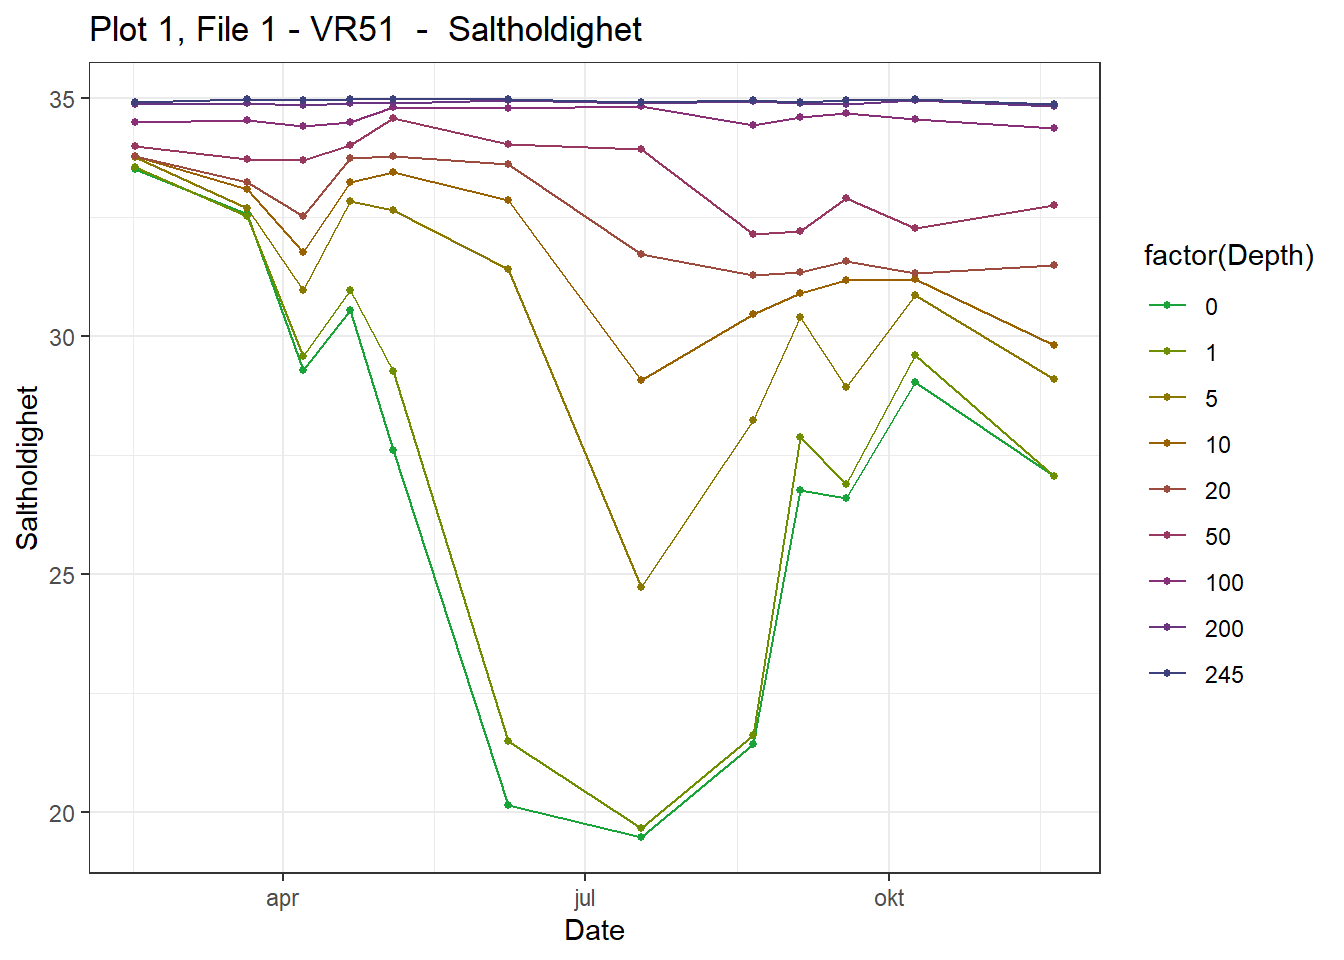 Plot 1, File 1 - VR51  -  Saltholdighet
35
30
25
20
Saltholdighet
apr
jul
okt
Date
factor(Depth)
0
1
5
10
20
50
100
200
245